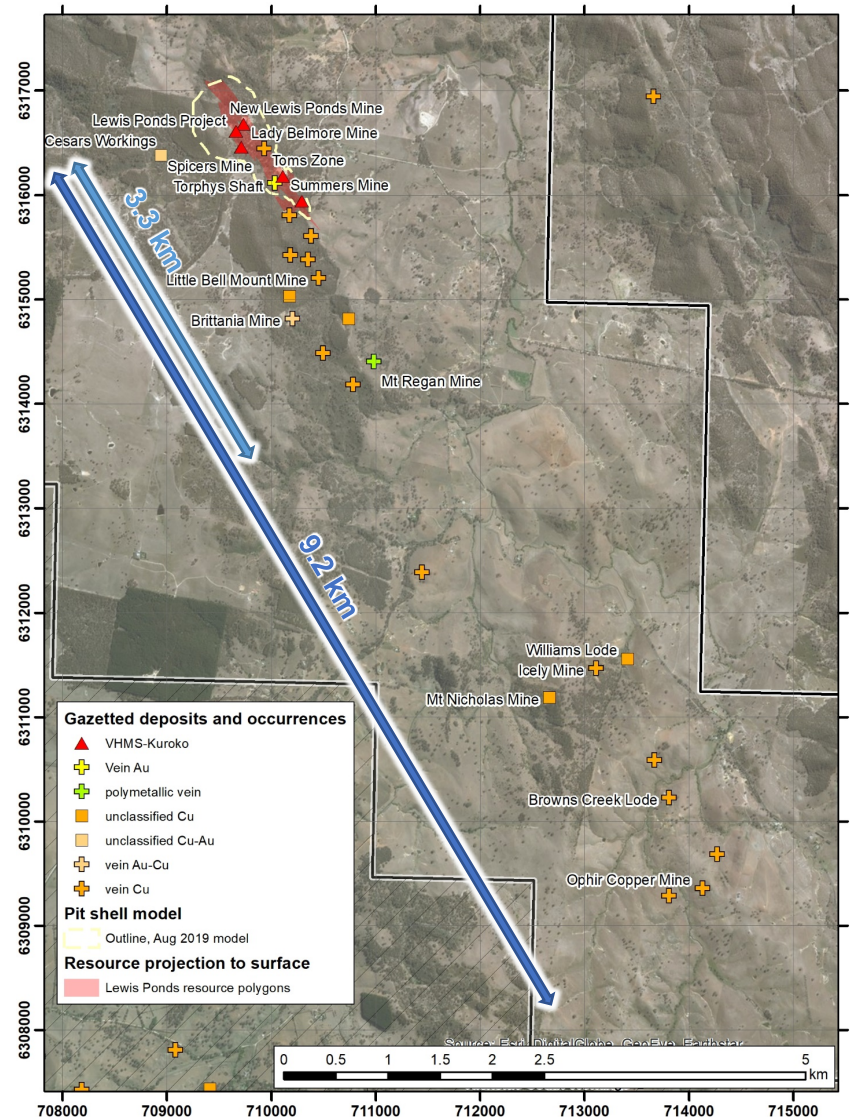 6317000
6316000
6315000
6314000
6313000
6312000
6311000
6310000
6309000
6308000
New Lewis Ponds Mine
Lewis Ponds Project
Lady Belmore Mine
Cesars Workings
Toms Zone
Spicers Mine
Torphys Shaft
Summers Mine
3.3 km
Little Bell Mount Mine
Brittania Mine
Mt Regan Mine
9.2 km
Williams Lode
Icely Mine
Mt Nicholas Mine
Browns Creek Lode
Ophir Copper Mine
Gazetted deposits and occurrences
VHMS-Kuroko
Vein Au
polymetallic vein
unclassified Cu
unclassified Cu-Au
vein Au-Cu
vein Cu
Pit shell model
Outline, Aug 2019 model
Resource projection to surface
Lewis Ponds resource polygons
Source: Esri, DigitalGlobe, GeoEye, Earthstar
0 0.5 1 1.5 2 2.5 5
km
708000 709000 710000 711000 712000 713000 714000 715000